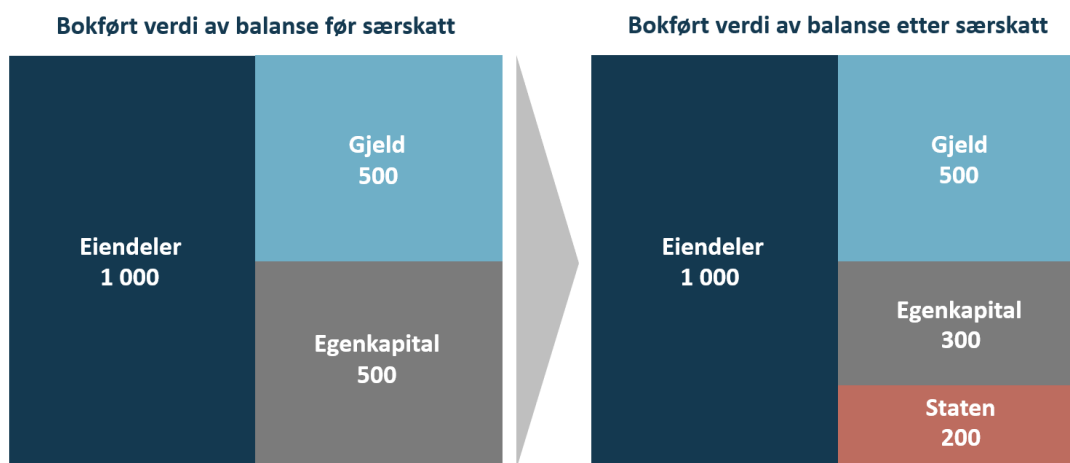 Bokført verdi av balanse før særskatt
Eiendeler
1 000
Gjeld
500
Egenkapital
500
Bokført verdi av balanse etter særskatt
Eiendeler
1 000
Gjeld
500
Egenkapital
300
Staten
200